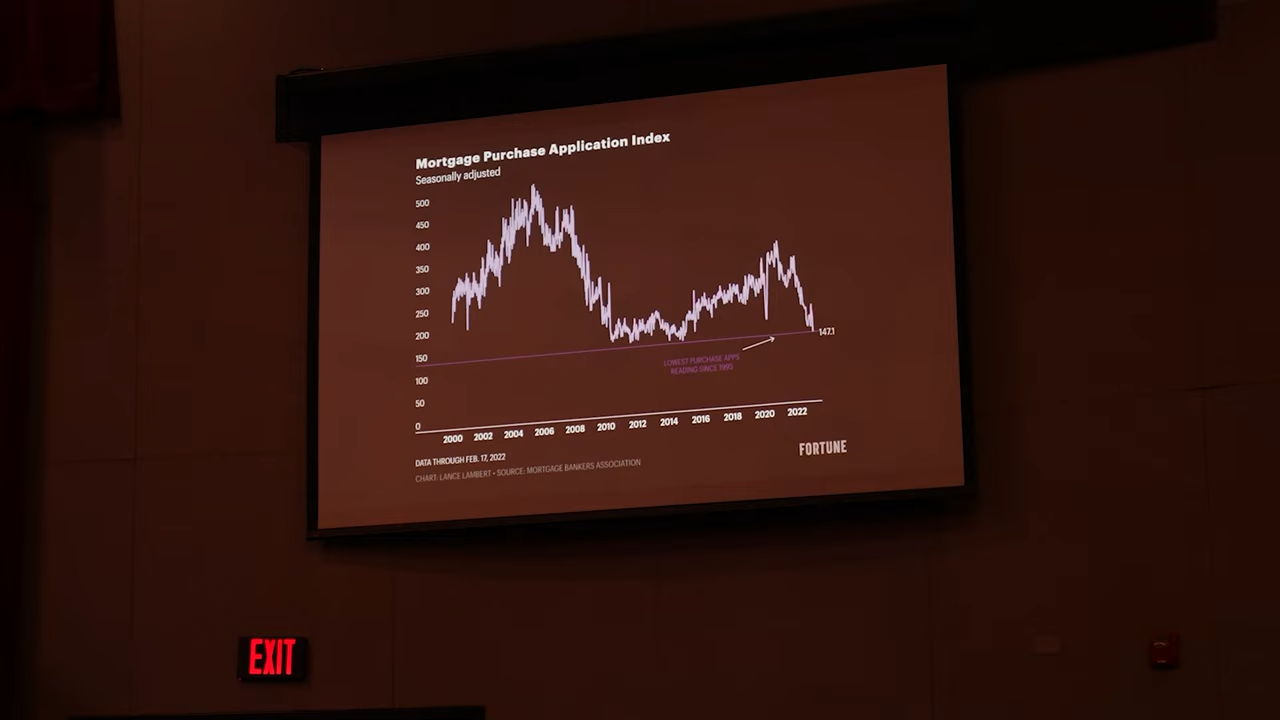 Mortgage Purchase Application Index
Seasonally adjusted
500
450
400
350
300
250
200
150
100
50
0
147.1
LOWEST PURCHASE APPS
READING SINCE 1995
2000 2002 2004 2006 2008 2010 2012 2014 2016 2018 2020 2022
DATA THROUGH FEB. 17, 2022
CHART: LANCE LAMBERT • SOURCE: MORTGAGE BANKERS ASSOCIATION
FORTUNE
EXIT